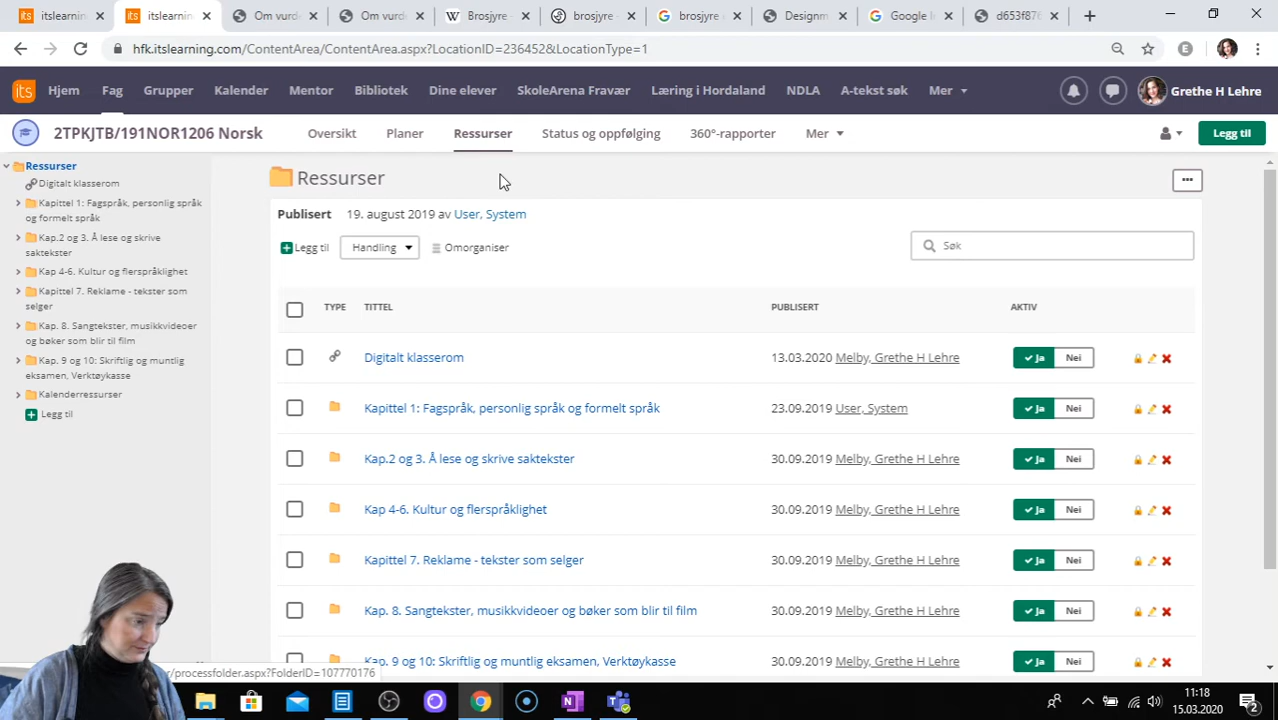 itslearning
itslearning
Om vurde
Om vurde
Brosjyre -
brosjyre -
brosjyre m
Designm
Google In
d653f876
hfk.itslearning.com/ContentArea/ContentArea.aspx?LocationID=236452&LocationType=1
E
its
Hjem
Fag
Grupper
Kalender
Mentor
Bibliotek
Dine elever
SkoleArena Fravær
Læring i Hordaland
NDLA
A-tekst søk
Mer
Grethe H Lehre
2TPKJTB/191NOR1206 Norsk
Oversikt
Planer
Ressurser
Status og oppfølging
360°-rapporter
Mer
Legg til
Ressurser
Digitalt klasserom
Kapittel 1: Fagspråk, personlig språk
og formelt språk
Kap.2 og 3. Å lese og skrive
saktekster
Kap 4-6. Kultur og flerspråklighet
Kapittel 7. Reklame - tekster som
selger
Kap. 8. Sangtekster, musikkvideoer
og bøker som blir til film
Kap. 9 og 10: Skriftlig og muntlig
eksamen, Verktøykasse
Kalenderressurser
Legg til
Ressurser
Publisert 19. august 2019 av User, System
Legg til Handling Omorganiser Søk
TYPE TITTEL PUBLISERT AKTIV
Digitalt klasserom 13.03.2020 Melby, Grethe H Lehre Ja Nei
Kapittel 1: Fagspråk, personlig språk og formelt språk 23.09.2019 User, System Ja Nei
Kap.2 og 3. Å lese og skrive saktekster 30.09.2019 Melby, Grethe H Lehre Ja Nei
Kap 4-6. Kultur og flerspråklighet 30.09.2019 Melby, Grethe H Lehre Ja Nei
Kapittel 7. Reklame - tekster som selger 30.09.2019 Melby, Grethe H Lehre Ja Nei
Kap. 8. Sangtekster, musikkvideoer og bøker som blir til film 30.09.2019 Melby, Grethe H Lehre Ja Nei
Kap. 9 og 10: Skriftlig og muntlig eksamen, Verktøykasse 30.09.2019 Melby, Grethe H Lehre Ja Nei
/processfolder.aspx?FolderID=107770176
11:18
15.03.2020
2